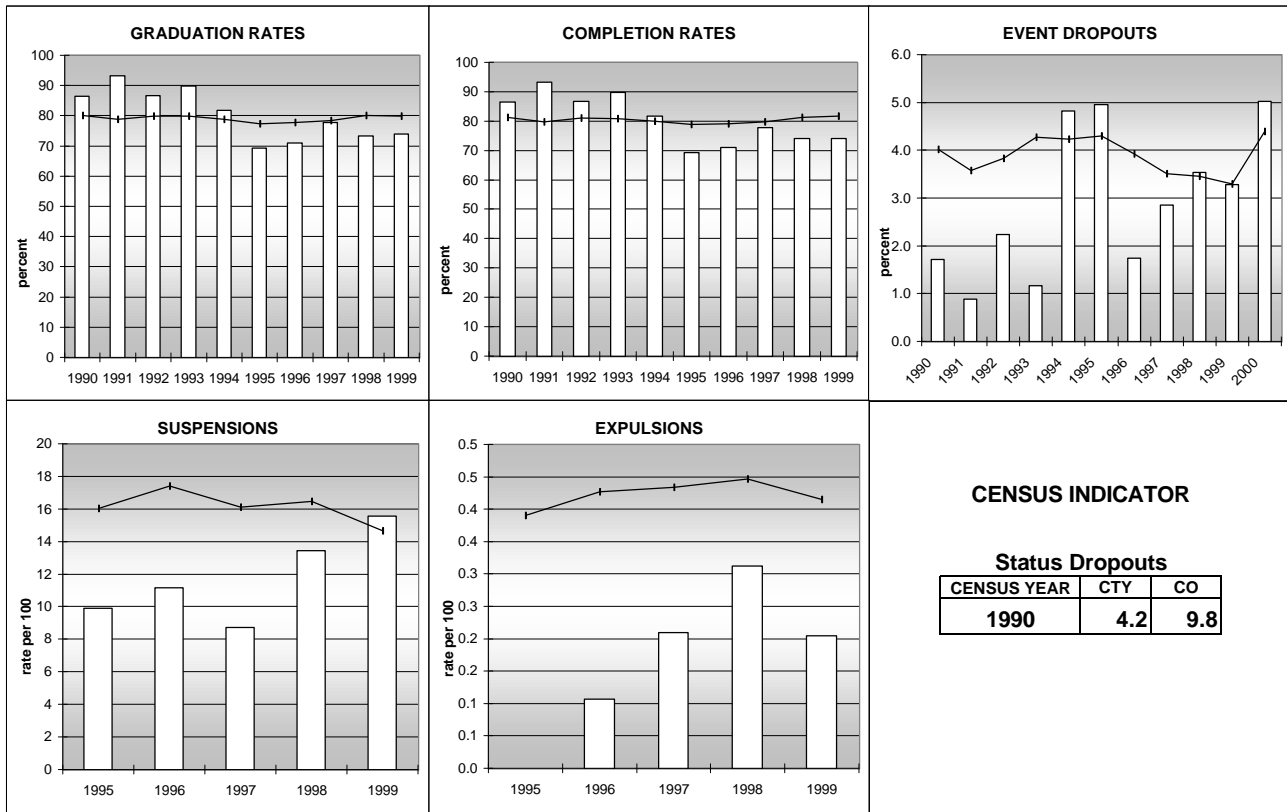 GRADUATION RATES
100
90
80
70
60
50
40
30
20
10
0
percent
1990 1991 1992 1993 1994 1995 1996 1997 1998 1999
COMPLETION RATES
100
90
80
70
60
50
40
30
20
10
0
percent
1990 1991 1992 1993 1994 1995 1996 1997 1998 1999
EVENT DROPOUTS
6.0
5.0
4.0
3.0
2.0
1.0
0.0
percent
1990 1991 1992 1993 1994 1995 1996 1997 1998 1999 2000
SUSPENSIONS
20
18
16
14
12
10
8
6
4
2
0
rate per 100
1995 1996 1997 1998 1999
EXPULSIONS
0.5
0.5
0.4
0.4
0.3
0.3
0.2
0.2
0.1
0.1
0.0
rate per 100
1995 1996 1997 1998 1999
CENSUS INDICATOR
Status Dropouts
CENSUS YEAR CTY CO
1990 4.2 9.8